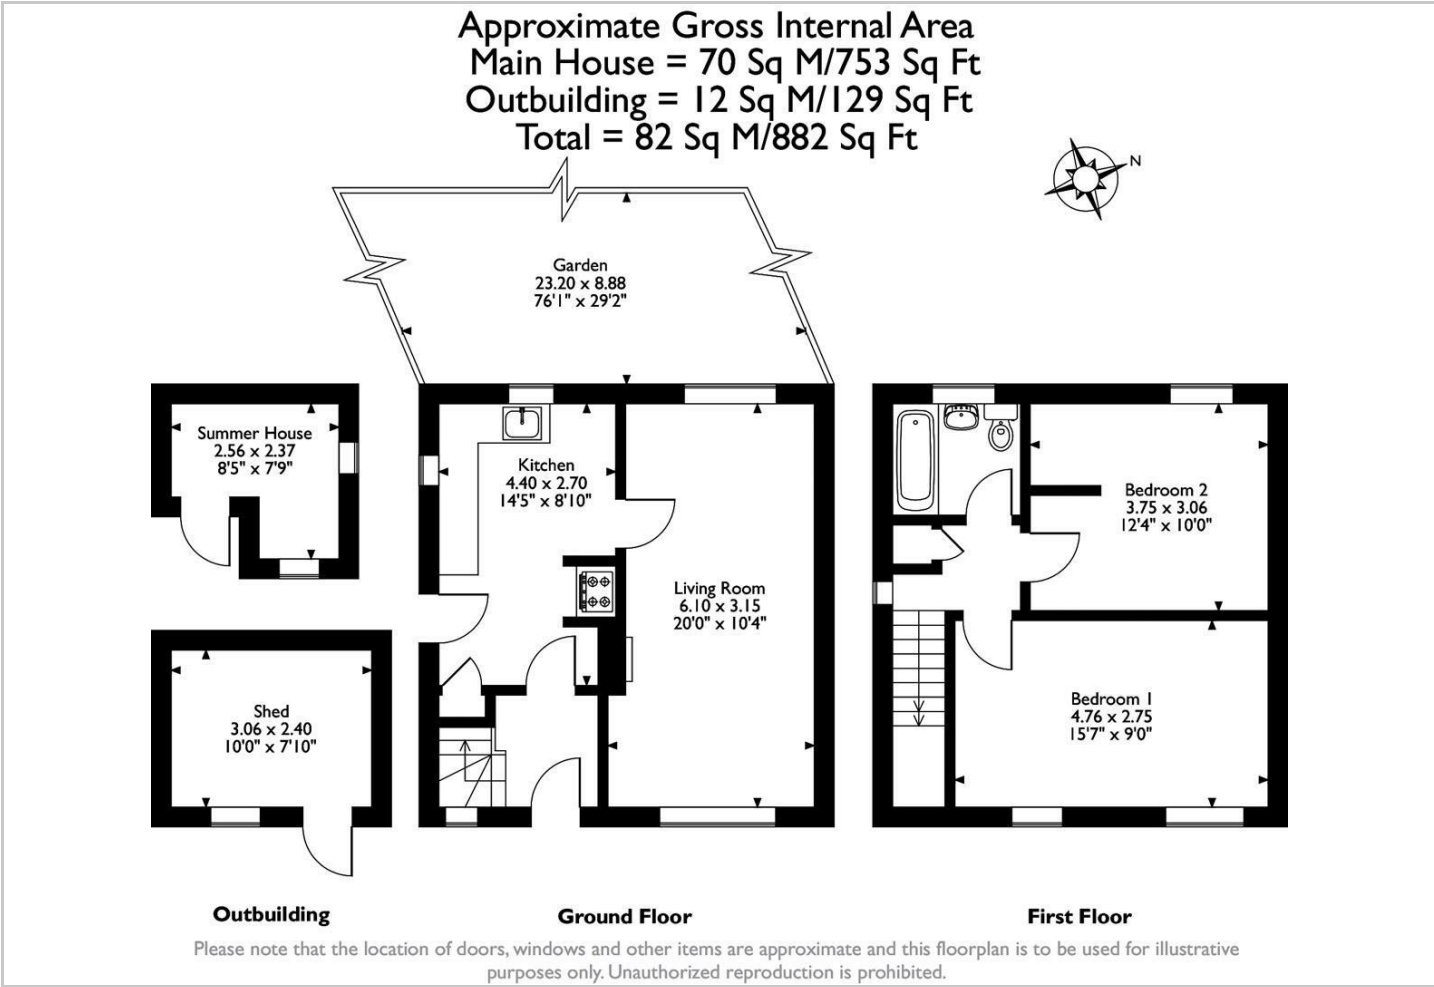 Approximate Gross Internal Area
Main House = 70 Sq M/753 Sq Ft
Outbuilding = 12 Sq M/129 Sq Ft
Total = 82 Sq M/882 Sq Ft
N
Garden
23.20 x 8.88
76'1" x 29'2"
Summer House
2.56 x 2.37
8'5" x 7'9"
Kitchen
4.40 x 2.70
14'5" x 8'10"
Living Room
6.10 x 3.15
20'0" x 10'4"
Bedroom 2
3.75 x 3.06
12'4" x 10'0"
Shed
3.06 x 2.40
10'0" x 7'10"
Bedroom 1
4.76 x 2.75
15'7" x 9'0"
Outbuilding
Ground Floor
First Floor
Please note that the location of doors, windows and other items are approximate and this floorplan is to be used for illustrative
purposes only. Unauthorized reproduction is prohibited.